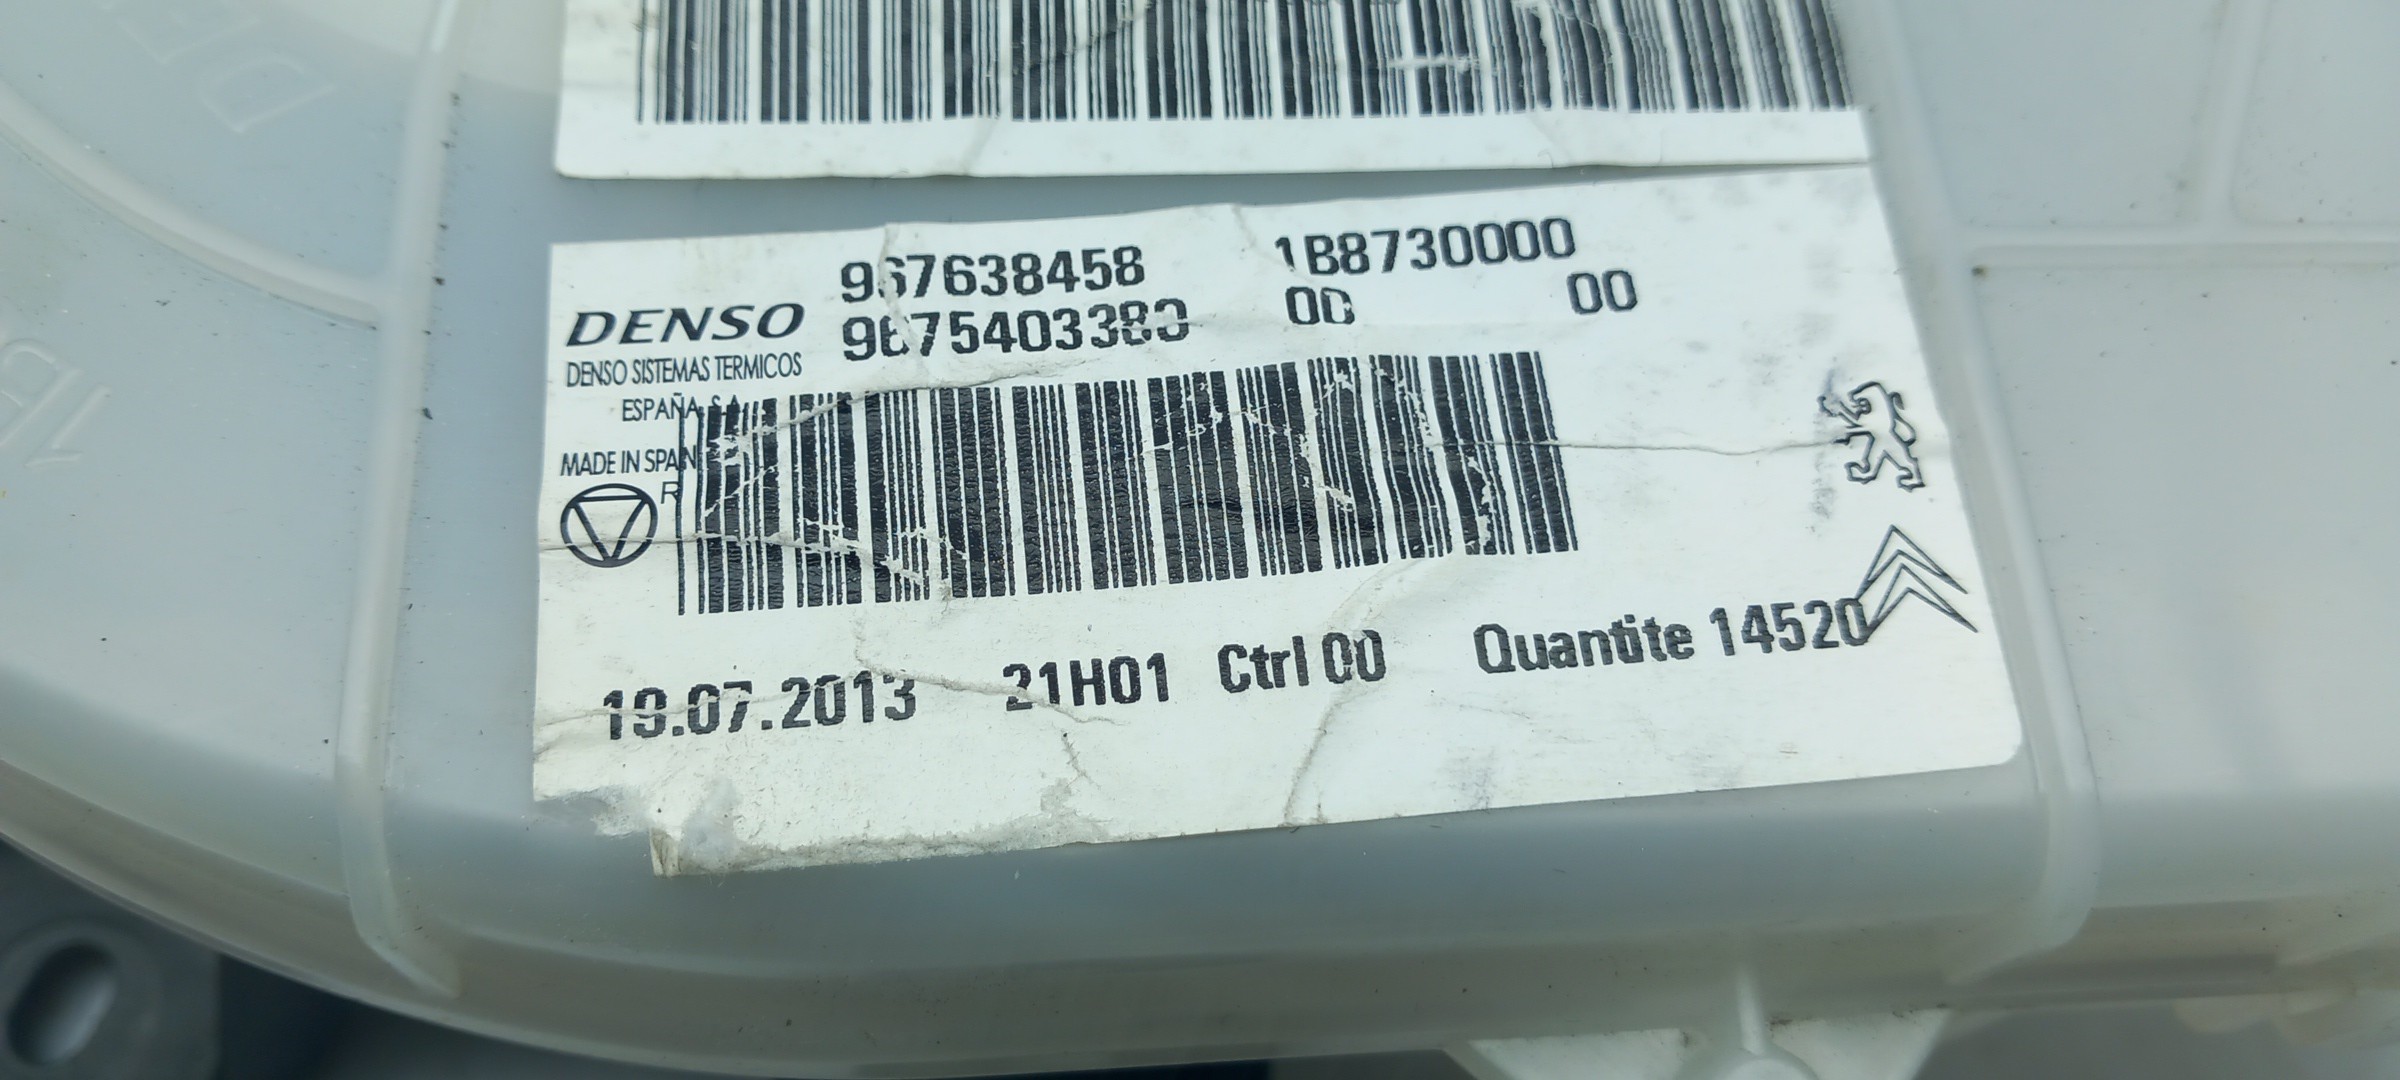 967638458 1B8730000
DENSO 9675403380 00 00
DENSO SISTEMAS TERMICOS
ESPAÑA, S.A.
MADE IN SPAIN
R
19.07.2013 21H01 Ctrl 00 Quantite 14520